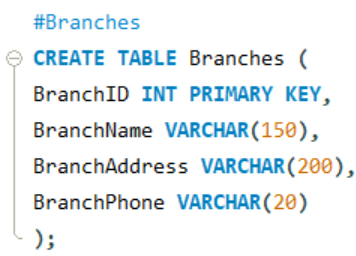 #Branches
CREATE TABLE Branches (
BranchID INT PRIMARY KEY,
BranchName VARCHAR(150),
BranchAddress VARCHAR(200),
BranchPhone VARCHAR(20)
);